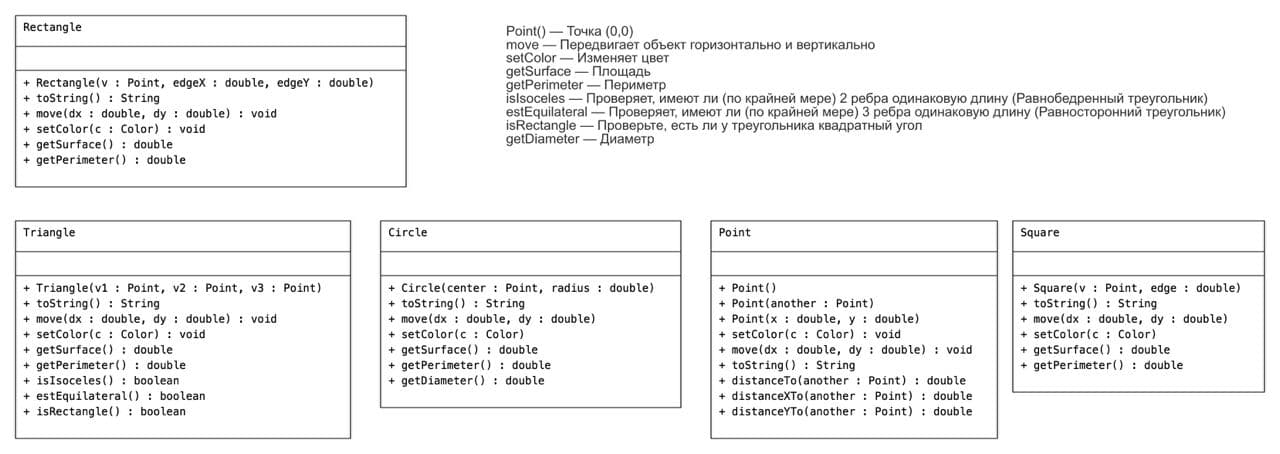 Rectangle
+ Rectangle(v : Point, edgeX : double, edgeY : double)
+ toString() : String
+ move(dx : double, dy : double) : void
+ setColor(c : Color) : void
+ getSurface() : double
+ getPerimeter() : double
Point() — Точка (0,0)
move — Передвигает объект горизонтально и вертикально
setColor — Изменяет цвет
getSurface — Площадь
getPerimeter — Периметр
isIsoceles — Проверяет, имеют ли (по крайней мере) 2 ребра одинаковую длину (Равнобедренный треугольник)
estEquilateral — Проверяет, имеют ли (по крайней мере) 3 ребра одинаковую длину (Равносторонний треугольник)
isRectangle — Проверьте, есть ли у треугольника квадратный угол
getDiameter — Диаметр
Triangle
+ Triangle(v1 : Point, v2 : Point, v3 : Point)
+ toString() : String
+ move(dx : double, dy : double) : void
+ setColor(c : Color) : void
+ getSurface() : double
+ getPerimeter() : double
+ isIsoceles() : boolean
+ estEquilateral() : boolean
+ isRectangle() : boolean
Circle
+ Circle(center : Point, radius : double)
+ toString() : String
+ move(dx : double, dy : double)
+ setColor(c : Color)
+ getSurface() : double
+ getPerimeter() : double
+ getDiameter() : double
Point
+ Point()
+ Point(another : Point)
+ Point(x : double, y : double)
+ setColor(c : Color) : void
+ move(dx : double, dy : double) : void
+ toString() : String
+ distanceTo(another : Point) : double
+ distanceXTo(another : Point) : double
+ distanceYTo(another : Point) : double
Square
+ Square(v : Point, edge : double)
+ toString() : String
+ move(dx : double, dy : double)
+ setColor(c : Color)
+ getSurface() : double
+ getPerimeter() : double